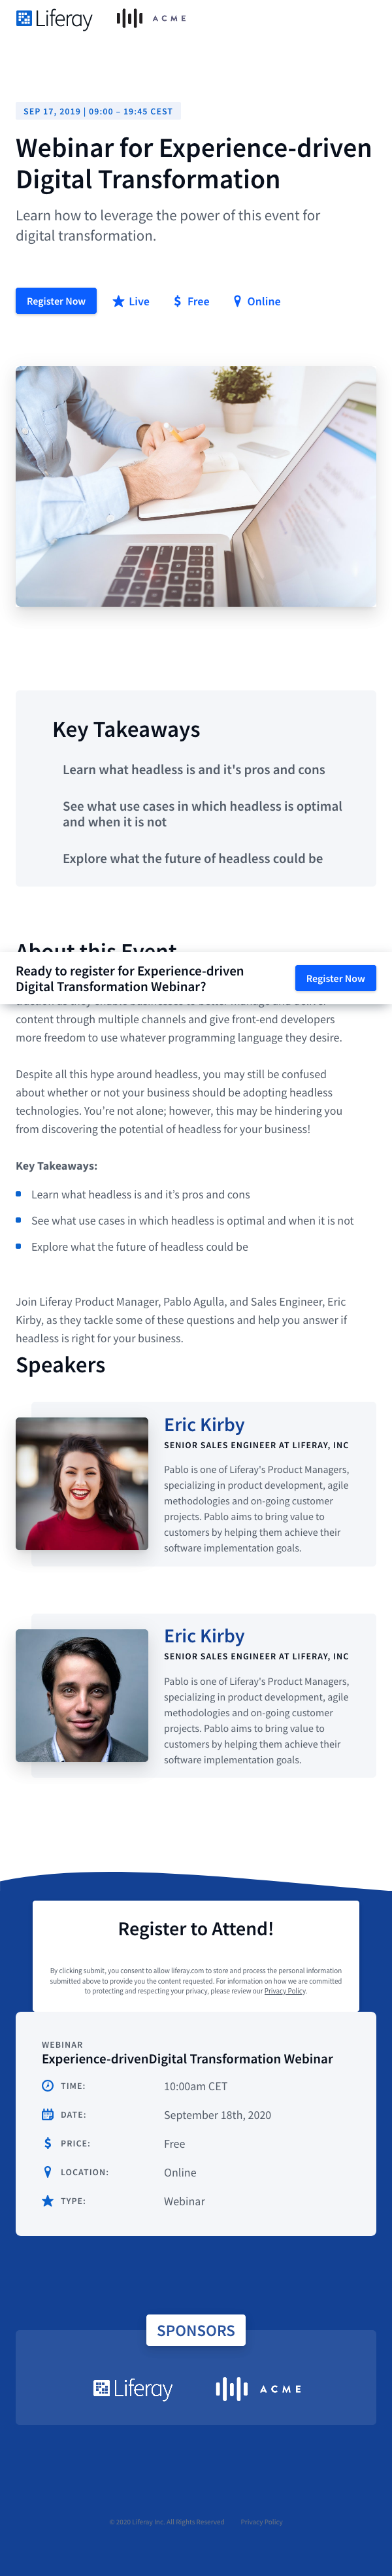 Liferay ACME
SEP 17, 2019 | 09:00 – 19:45 CEST
Webinar for Experience-driven
Digital Transformation
Learn how to leverage the power of this event for
digital transformation.
Register Now Live Free Online
Key Takeaways
Learn what headless is and it's pros and cons
See what use cases in which headless is optimal
and when it is not
Explore what the future of headless could be
About this Event
Ready to register for Experience-driven
Digital Transformation Webinar?
Register Now
content through multiple channels and give front-end developers
more freedom to use whatever programming language they desire.
Despite all this hype around headless, you may still be confused
about whether or not your business should be adopting headless
technologies. You’re not alone; however, this may be hindering you
from discovering the potential of headless for your business!
Key Takeaways:
Learn what headless is and it’s pros and cons
See what use cases in which headless is optimal and when it is not
Explore what the future of headless could be
Join Liferay Product Manager, Pablo Agulla, and Sales Engineer, Eric
Kirby, as they tackle some of these questions and help you answer if
headless is right for your business.
Speakers
Eric Kirby
SENIOR SALES ENGINEER AT LIFERAY, INC
Pablo is one of Liferay's Product Managers,
specializing in product development, agile
methodologies and on-going customer
projects. Pablo aims to bring value to
customers by helping them achieve their
software implementation goals.
Eric Kirby
SENIOR SALES ENGINEER AT LIFERAY, INC
Pablo is one of Liferay's Product Managers,
specializing in product development, agile
methodologies and on-going customer
projects. Pablo aims to bring value to
customers by helping them achieve their
software implementation goals.
Register to Attend!
By clicking submit, you consent to allow liferay.com to store and process the personal information
submitted above to provide you the content requested. For information on how we are committed
to protecting and respecting your privacy, please review our Privacy Policy.
WEBINAR
Experience-drivenDigital Transformation Webinar
TIME: 10:00am CET
DATE: September 18th, 2020
PRICE: Free
LOCATION: Online
TYPE: Webinar
SPONSORS
Liferay ACME
© 2020 Liferay Inc. All Rights Reserved Privacy Policy